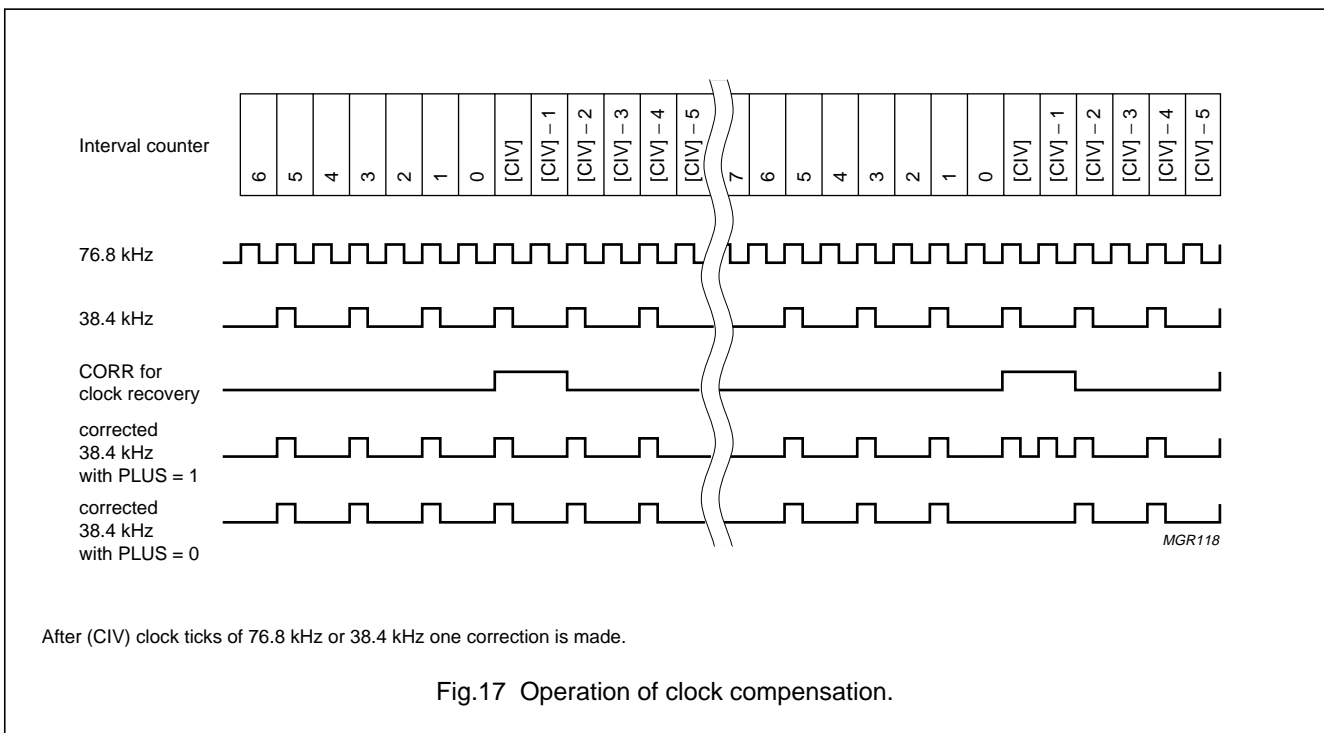 Interval counter
6 5 4 3 2 1 0 [CIV] [CIV] – 1 [CIV] – 2 [CIV] – 3 [CIV] – 4 [CIV] – 5 7 6 5 4 3 2 1 0 [CIV] [CIV] – 1 [CIV] – 2 [CIV] – 3 [CIV] – 4 [CIV] – 5
76.8 kHz
38.4 kHz
CORR for
clock recovery
corrected
38.4 kHz
with PLUS = 1
corrected
38.4 kHz
with PLUS = 0
MGR118
After (CIV) clock ticks of 76.8 kHz or 38.4 kHz one correction is made.
Fig.17 Operation of clock compensation.